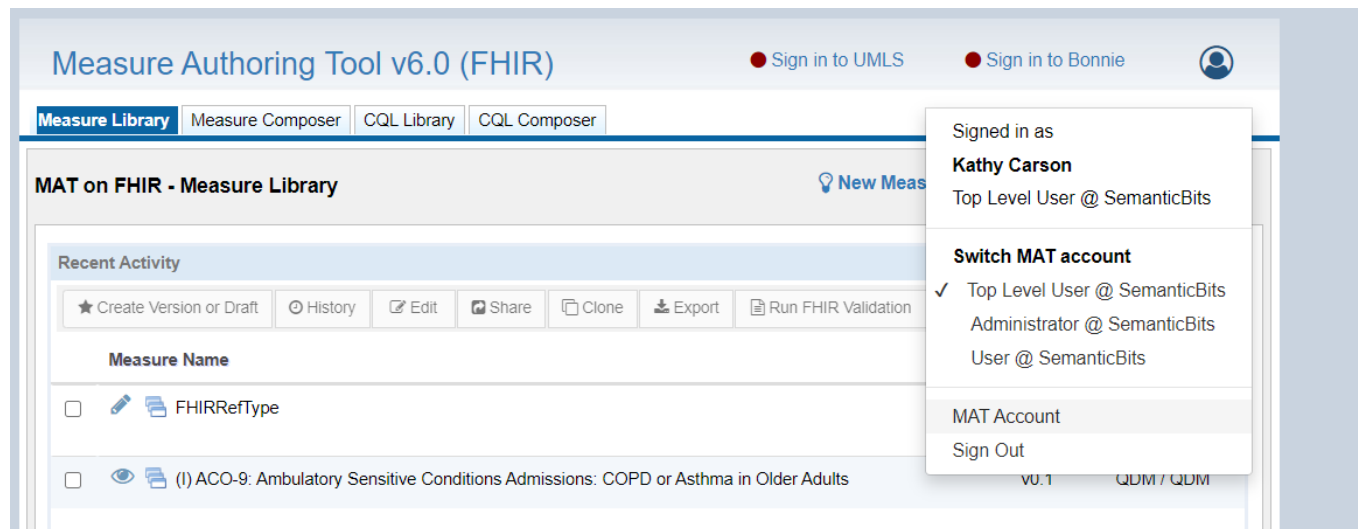 Measure Authoring Tool v6.0 (FHIR)
Sign in to UMLS
Sign in to Bonnie
Measure Library
Measure Composer
CQL Library
CQL Composer
Signed in as
Kathy Carson
Top Level User @ SemanticBits
MAT on FHIR - Measure Library
New Meas
Switch MAT account
✓ Top Level User @ SemanticBits
Administrator @ SemanticBits
User @ SemanticBits
MAT Account
Sign Out
Recent Activity
Create Version or Draft
History
Edit
Share
Clone
Export
Run FHIR Validation
Measure Name
FHIRRefType
(I) ACO-9: Ambulatory Sensitive Conditions Admissions: COPD or Asthma in Older Adults
v0.1
QDM / QDM